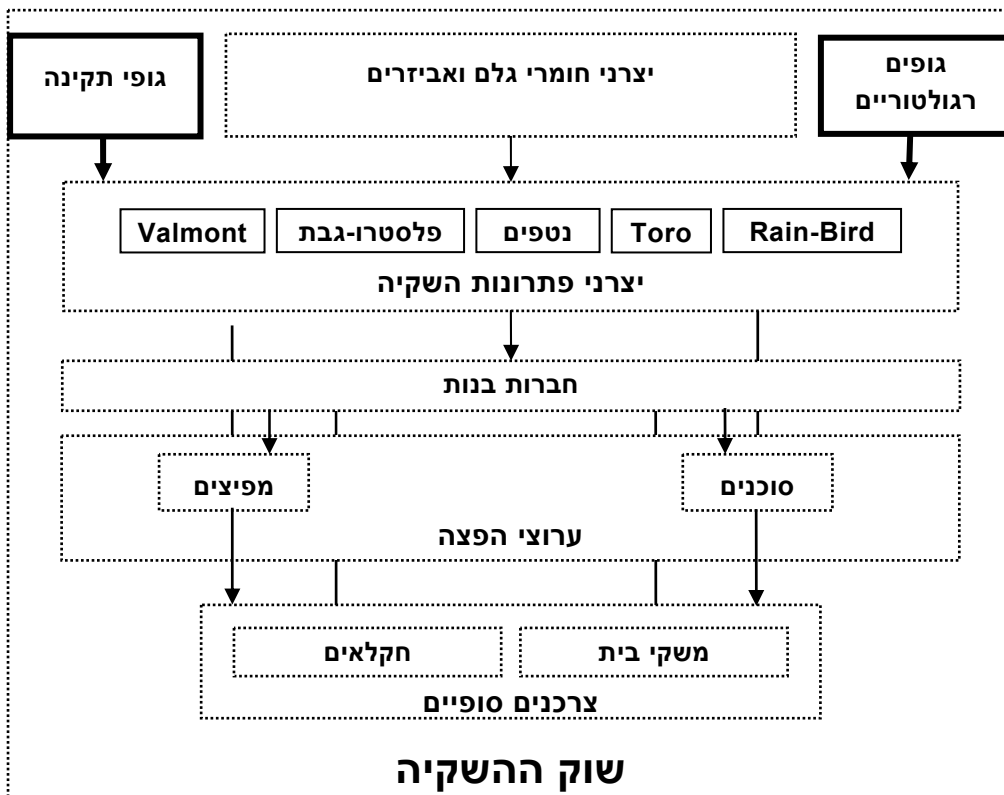 גופים
רגולטוריים
יצרני חומרי גלם ואביזרים
גופי תקינה
Rain-Bird
Toro
נטפים
פלסטרו-גבת
Valmont
יצרני פתרונות השקיה
חברות בנות
סוכנים
מפיצים
ערוצי הפצה
משקי בית
חקלאים
צרכנים סופיים
שוק ההשקיה